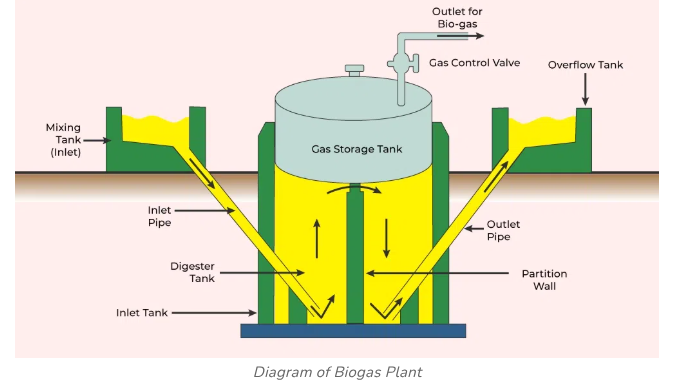 Outlet for
Bio-gas
Gas Control Valve
Overflow Tank
Mixing
Tank
(Inlet)
Gas Storage Tank
Inlet
Pipe
Outlet
Pipe
Digester
Tank
Partition
Wall
Inlet Tank
Diagram of Biogas Plant